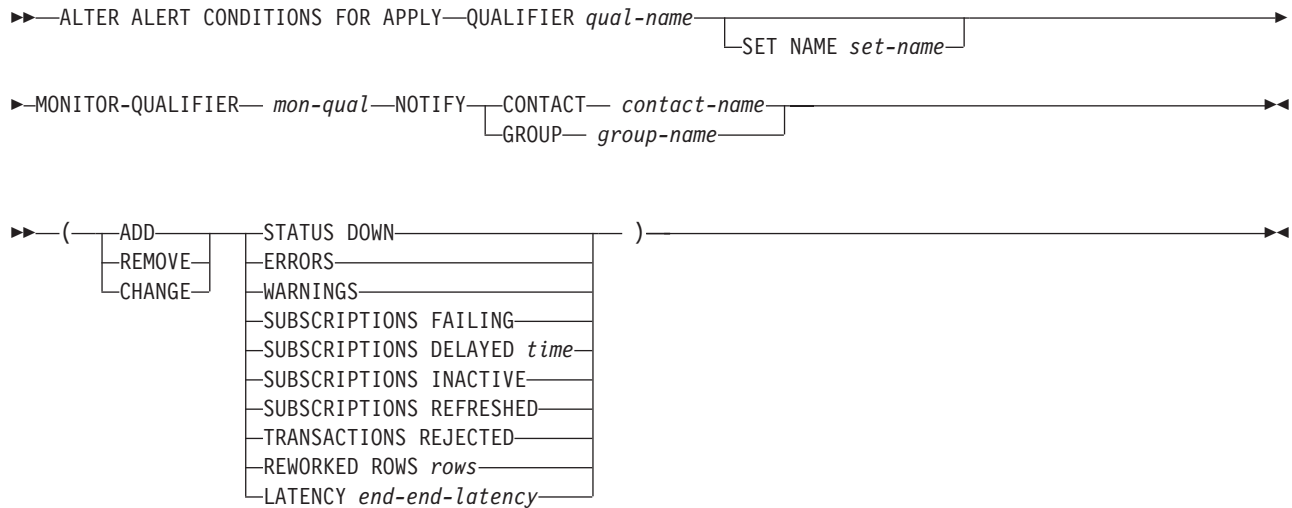 ALTER ALERT CONDITIONS FOR APPLY QUALIFIER qual-name
SET NAME set-name
MONITOR-QUALIFIER mon-qual NOTIFY CONTACT contact-name
GROUP group-name
( ADD STATUS DOWN )
REMOVE ERRORS
CHANGE WARNINGS
SUBSCRIPTIONS FAILING
SUBSCRIPTIONS DELAYED time
SUBSCRIPTIONS INACTIVE
SUBSCRIPTIONS REFRESHED
TRANSACTIONS REJECTED
REWORKED ROWS rows
LATENCY end-end-latency